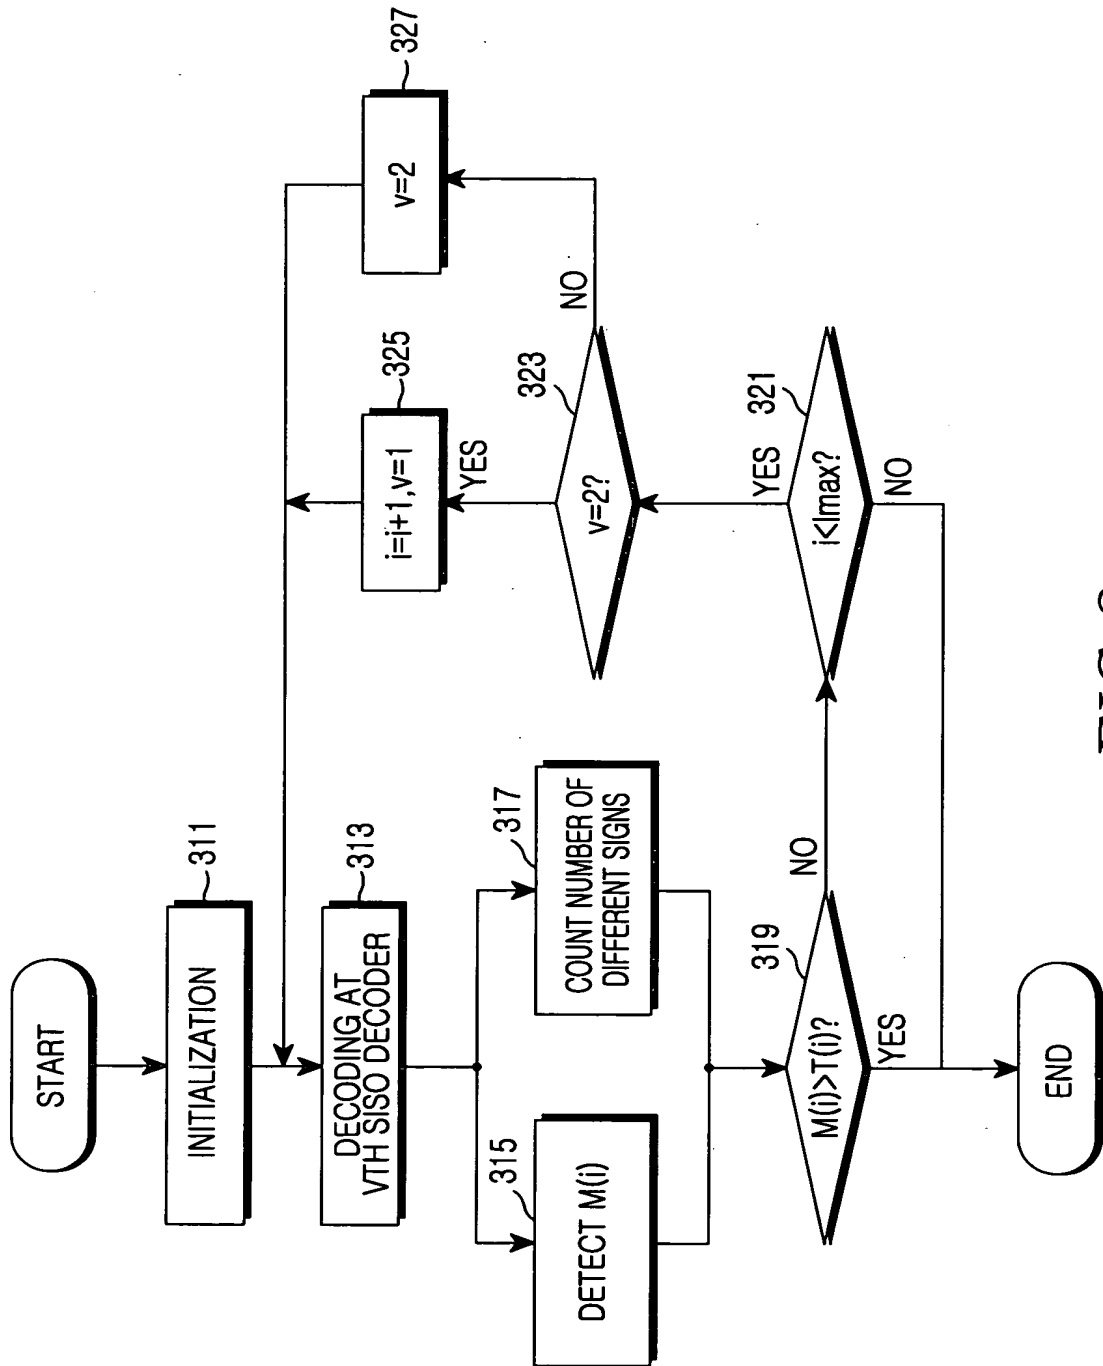 START
311
INITIALIZATION
313
DECODING AT
VTH SISO DECODER
315
DETECT M(i)
317
COUNT NUMBER OF
DIFFERENT SIGNS
319
M(i)>T(i)?
NO
YES
321
i<Imax?
YES
NO
323
v=2?
YES
NO
325
i=i+1,v=1
327
v=2
END